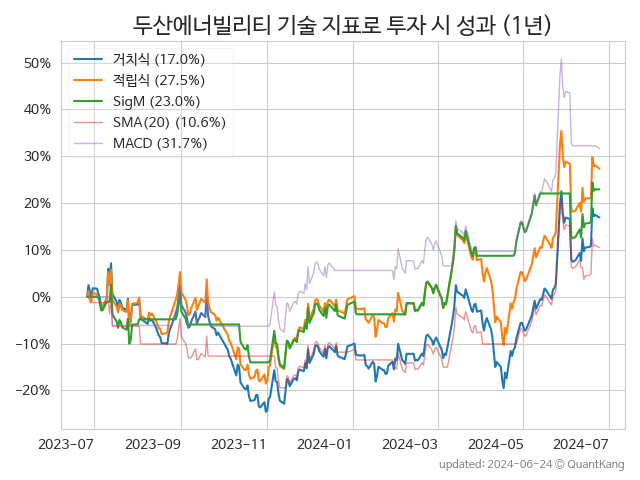 두산에너빌리티 기술 지표로 투자 시 성과 (1년)
거치식 (17.0%)
적립식 (27.5%)
SigM (23.0%)
SMA(20) (10.6%)
MACD (31.7%)
50%
40%
30%
20%
10%
0%
−10%
−20%
2023-07 2023-09 2023-11 2024-01 2024-03 2024-05 2024-07
updated: 2024-06-24 © QuantKang